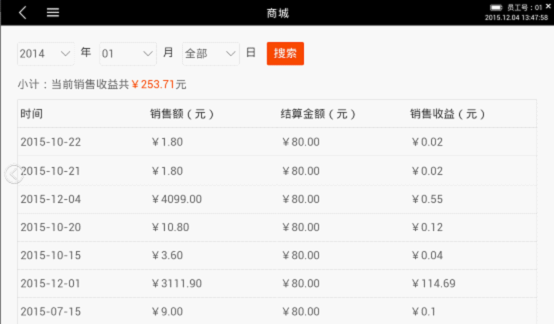 商城
员工号：01
2015.12.04 13:47:58
2014 年 01 月 全部 日 搜索
小计：当前销售收益共￥253.71元
时间 销售额（元） 结算金额（元） 销售收益（元）
2015-10-22 ￥1.80 ￥80.00 ￥0.02
2015-10-21 ￥1.80 ￥80.00 ￥0.02
2015-12-04 ￥4099.00 ￥80.00 ￥0.55
2015-10-20 ￥10.80 ￥80.00 ￥0.12
2015-10-15 ￥3.60 ￥80.00 ￥0.04
2015-12-01 ￥3111.90 ￥80.00 ￥114.69
2015-07-15 ￥9.00 ￥80.00 ￥0.1